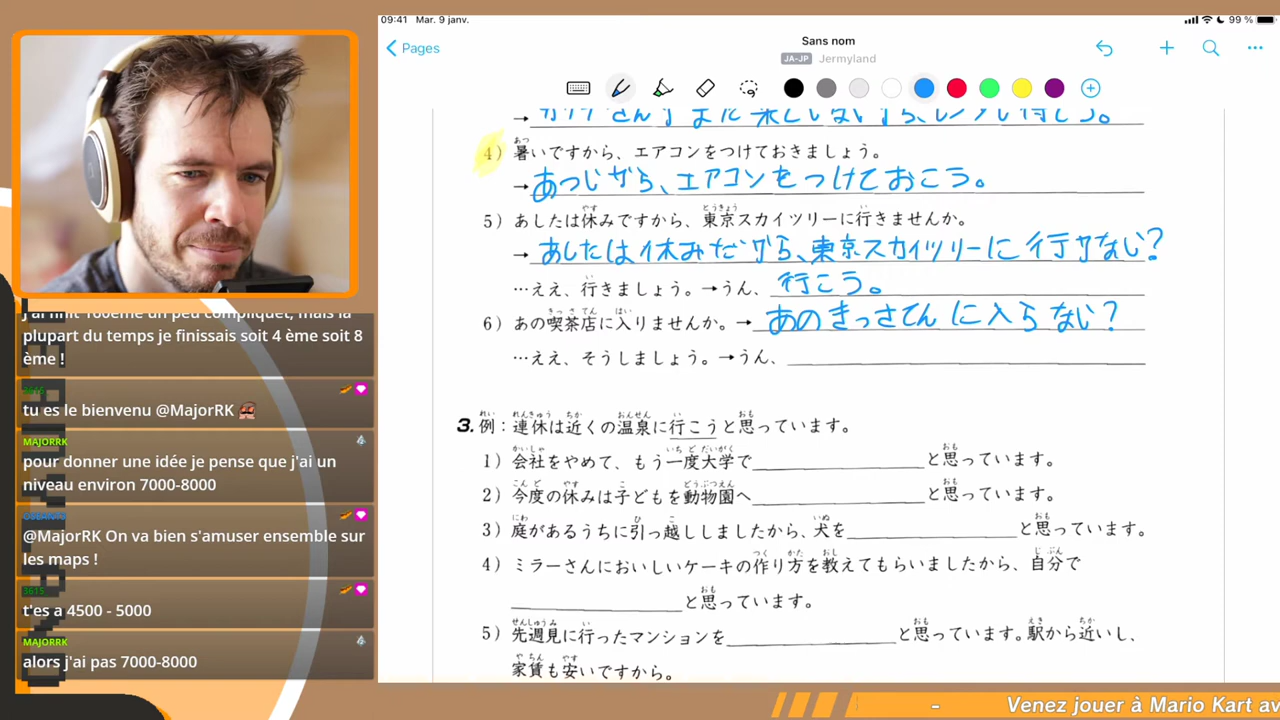 09:41 Mar. 9 janv.
99 %
Pages
Sans nom
JA-JP Jermyland
4) 暑いですから、エアコンをつけておきましょう。
→ あついから、エアコンをつけておこう。
5) あしたは休みですから、東京スカイツリーに行きませんか。
→ あしたは休みだから、東京スカイツリーに行かない?
…ええ、行きましょう。→うん、行こう。
6) あの喫茶店に入りませんか。→ あのきっさてんに入らない?
…ええ、そうしましょう。→うん、
3. 例:連休は近くの温泉に行こうと思っています。
1) 会社をやめて、もう一度大学で と思っています。
2) 今度の休みは子どもを動物園へ と思っています。
3) 庭があるうちに引っ越ししましたから、犬を と思っています。
4) ミラーさんにおいしいケーキの作り方を教えてもらいましたから、自分で
と思っています。
5) 先週見に行ったマンションを と思っています。駅から近いし、
家賃も安いですから。
plupart du temps je finissais soit 4 ème soit 8
ème !
3615
tu es le bienvenu @MajorRK
MAJORRK
pour donner une idée je pense que j'ai un
niveau environ 7000-8000
@MajorRK On va bien s'amuser ensemble sur
les maps !
3615
t'es a 4500 - 5000
MAJORRK
alors j'ai pas 7000-8000
- Venez jouer à Mario Kart av